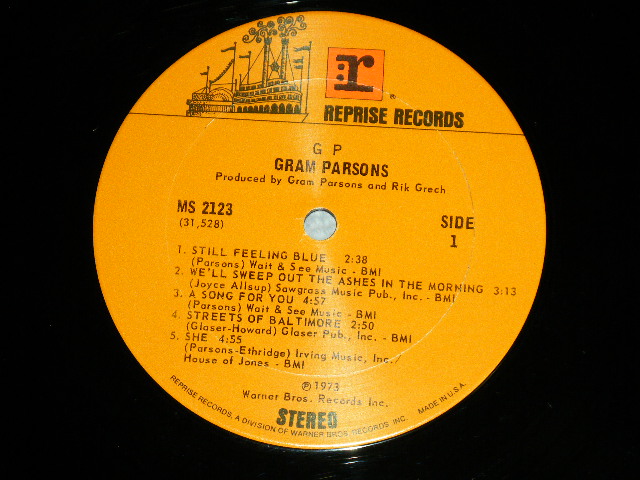 :r
®
REPRISE RECORDS
G P
GRAM PARSONS
Produced by Gram Parsons and Rik Grech
MS 2123
(31,528)
SIDE
1
1. STILL FEELING BLUE 2:38
(Parsons) Wait & See Music - BMI
2. WE'LL SWEEP OUT THE ASHES IN THE MORNING 3:13
(Joyce Allsup) Sawgrass Music Pub., Inc. - BMI
3. A SONG FOR YOU 4:57
(Parsons) Wait & See Music - BMI
4. STREETS OF BALTIMORE 2:50
(Glaser-Howard) Glaser Pub., Inc. - BMI
5. SHE 4:55
(Parsons-Ethridge) Irving Music, Inc./
House of Jones - BMI
℗ 1973
Warner Bros. Records Inc.
STEREO
REPRISE RECORDS, A DIVISION OF WARNER BROS. RECORDS INC. MADE IN U.S.A.